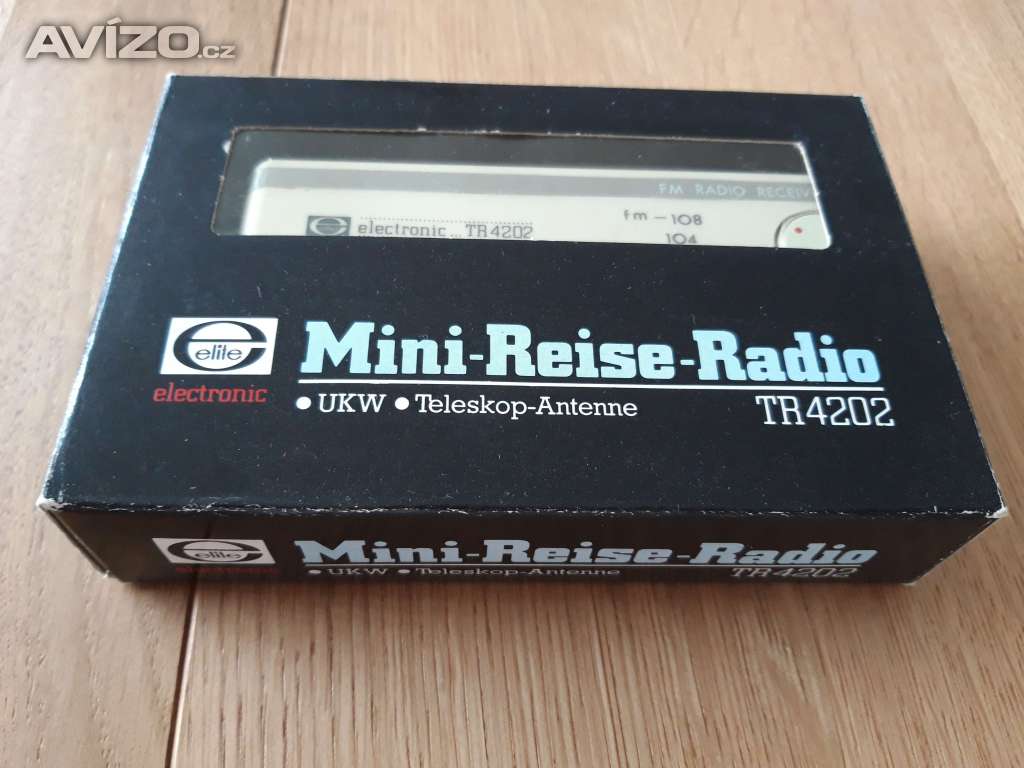 AVÍZO.cz
FM RADIO RECEIV
fm – 108
electronic ... TR4202
104
elite
electronic
Mini-Reise-Radio
● UKW ● Teleskop-Antenne
TR4202
elite
Mini-Reise-Radio
● UKW ● Teleskop-Antenne
TR4202